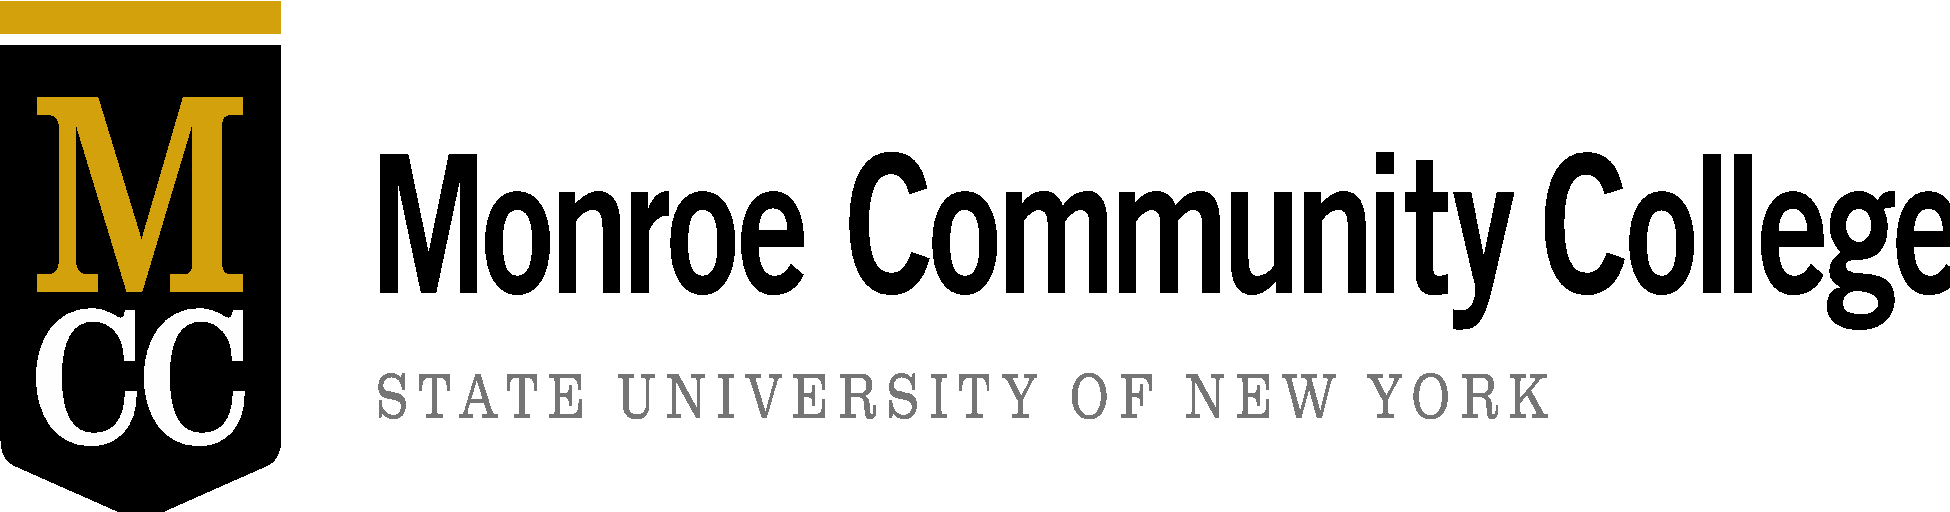 M
CC
Monroe Community College
STATE UNIVERSITY OF NEW YORK